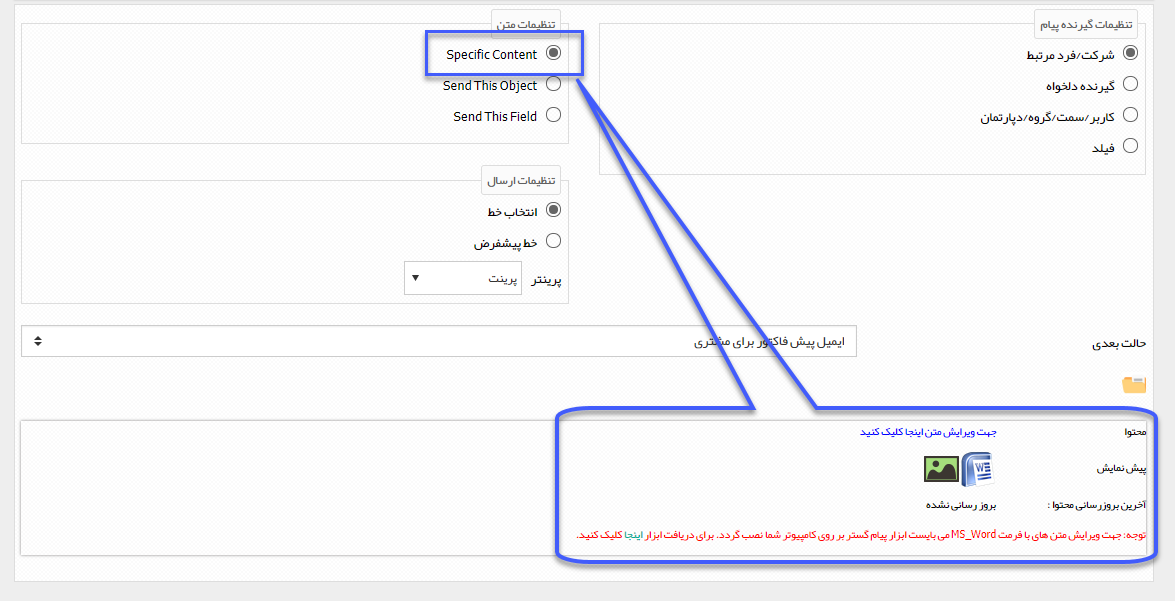 تنظیمات گیرنده پیام
شرکت/فرد مرتبط
گیرنده دلخواه
کاربر/سمت/گروه/دپارتمان
فیلد
تنظیمات متن
Specific Content
Send This Object
Send This Field
تنظیمات ارسال
انتخاب خط
خط پیشفرض
پرینتر
پرینت
حالت بعدی
ایمیل پیش فاکتور برای مشتری
محتوا
جهت ویرایش متن اینجا کلیک کنید
پیش نمایش
W
آخرین بروزرسانی محتوا :
بروز رسانی نشده
توجه: جهت ویرایش متن های با فرمت MS_Word می بایست ابزار پیام گستر بر روی کامپیوتر شما نصب گردد. برای دریافت ابزار اینجا کلیک کنید.